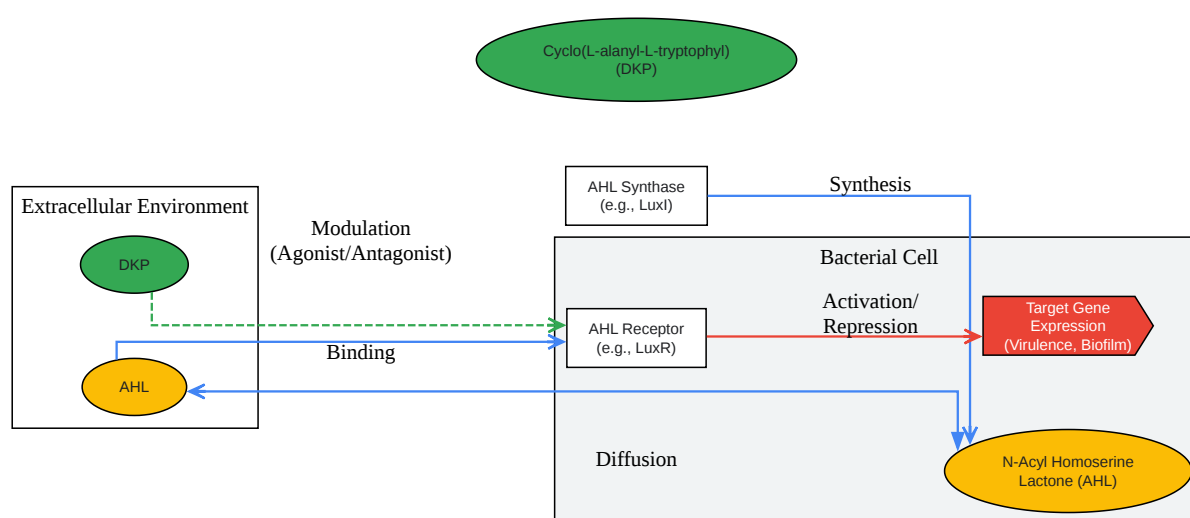 Cyclo(L-alanyl-L-tryptophyl)
(DKP)
AHL Synthase
(e.g., LuxI)
Synthesis
Extracellular Environment
Modulation
(Agonist/Antagonist)
DKP
Bacterial Cell
Activation/
Repression
Target Gene
Expression
(Virulence, Biofilm)
AHL Receptor
(e.g., LuxR)
Binding
AHL
Diffusion
N-Acyl Homoserine
Lactone (AHL)